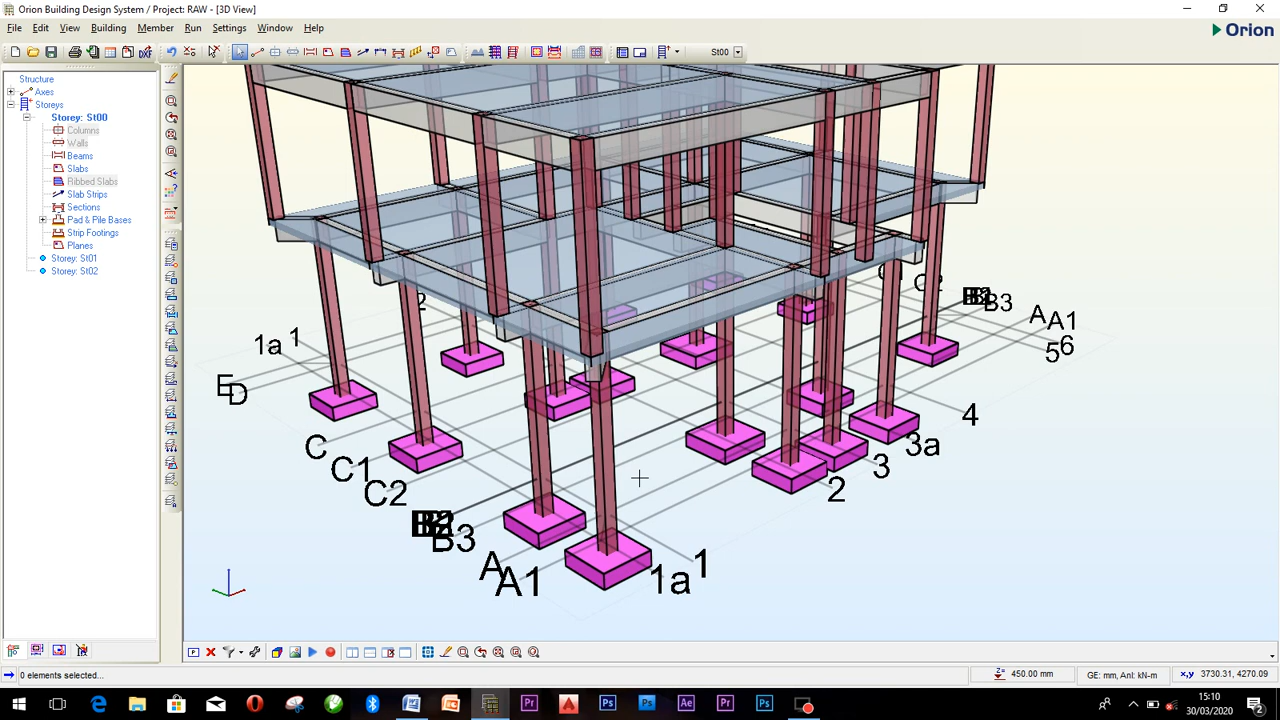 Orion Building Design System / Project: RAW - [3D View]
File Edit View Building Member Run Settings Window Help
Orion
St00
Structure
Axes
Storeys
Storey: St00
Columns
Walls
Beams
Slabs
Ribbed Slabs
Slab Strips
Sections
Pad & Pile Bases
Strip Footings
Planes
Storey: St01
Storey: St02
2
C2
B3
A
A1
1a 1
5
6
E
D
4
C
3a
C1
3
C2
2
B3
A
A1
1a
1
0 elements selected...
Z= 450.00 mm
GE: mm, Anl: kN-m
x,y 3730.31, 4270.09
15:10
30/03/2020